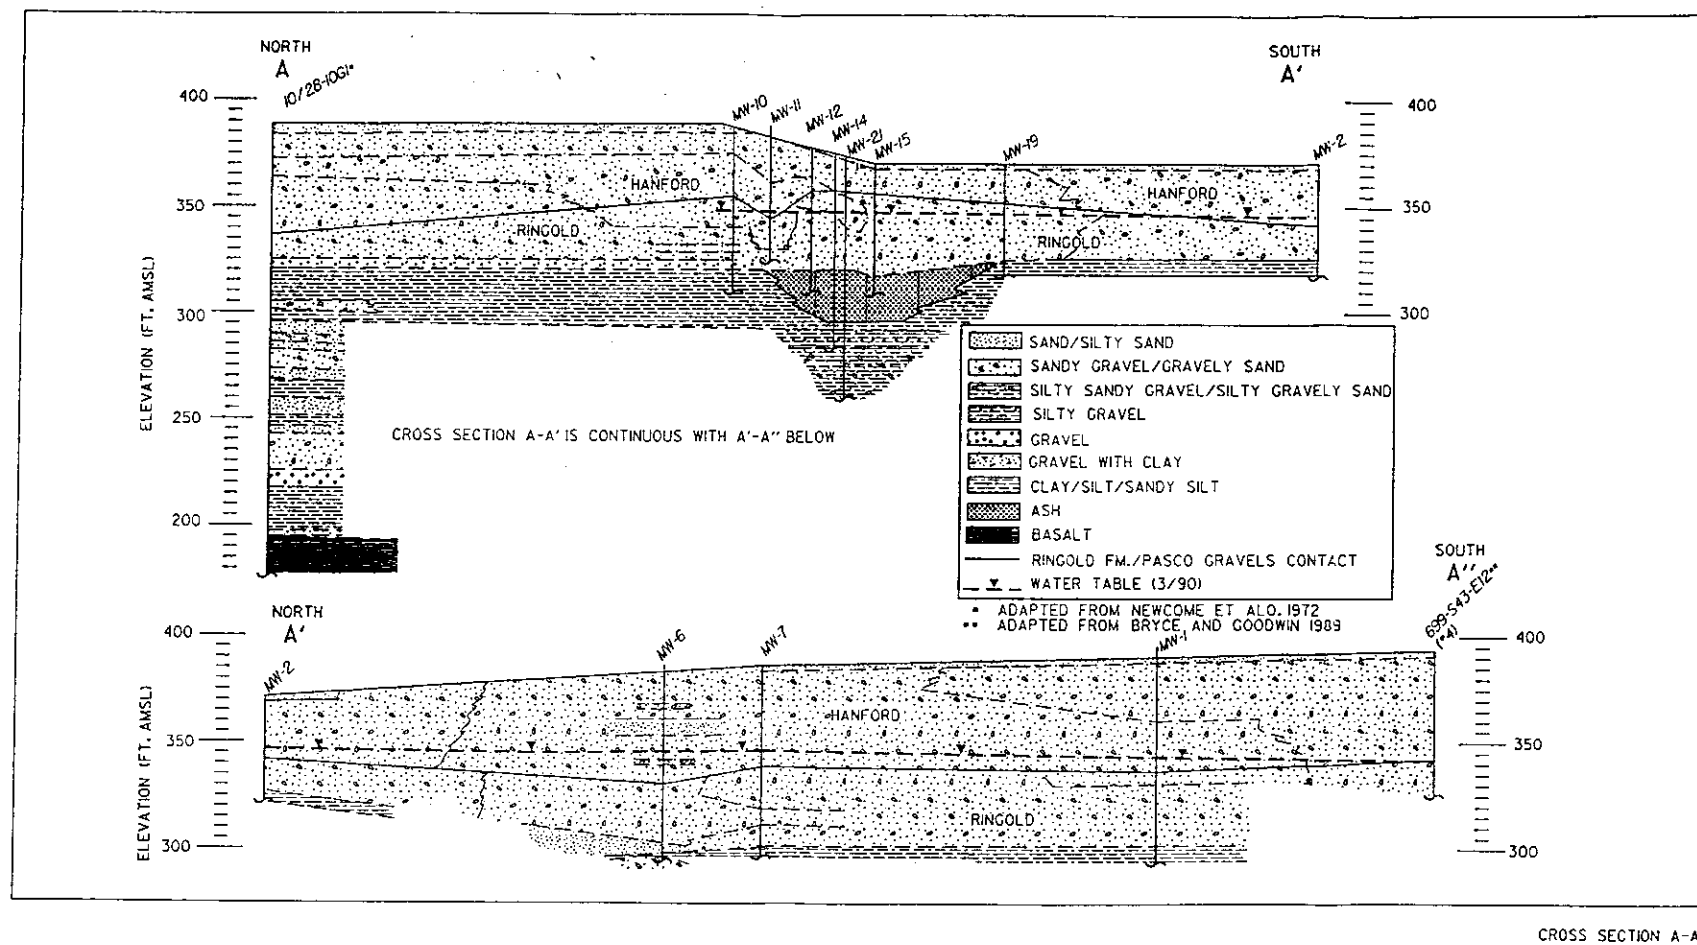 NORTH
A
10/28-10G1*
SOUTH
A'
400
350
300
250
200
ELEVATION (FT. AMSL)
MW-10
MW-11
MW-12
MW-14
MW-21
MW-15
MW-19
MW-2
400
350
300
HANFORD
HANFORD
RINGOLD
RINGOLD
CROSS SECTION A-A' IS CONTINUOUS WITH A'-A'' BELOW
SAND/SILTY SAND
SANDY GRAVEL/GRAVELY SAND
SILTY SANDY GRAVEL/SILTY GRAVELY SAND
SILTY GRAVEL
GRAVEL
GRAVEL WITH CLAY
CLAY/SILT/SANDY SILT
ASH
BASALT
RINGOLD FM./PASCO GRAVELS CONTACT
WATER TABLE (3/90)
* ADAPTED FROM NEWCOME ET ALO. 1972
** ADAPTED FROM BRYCE AND GOODWIN 1989
NORTH
A'
SOUTH
A''
699-S43-E12**
(*4)
400
350
300
ELEVATION (FT. AMSL)
MW-2
MW-6
MW-7
MW-1
400
350
300
HANFORD
RINGOLD
CROSS SECTION A-A